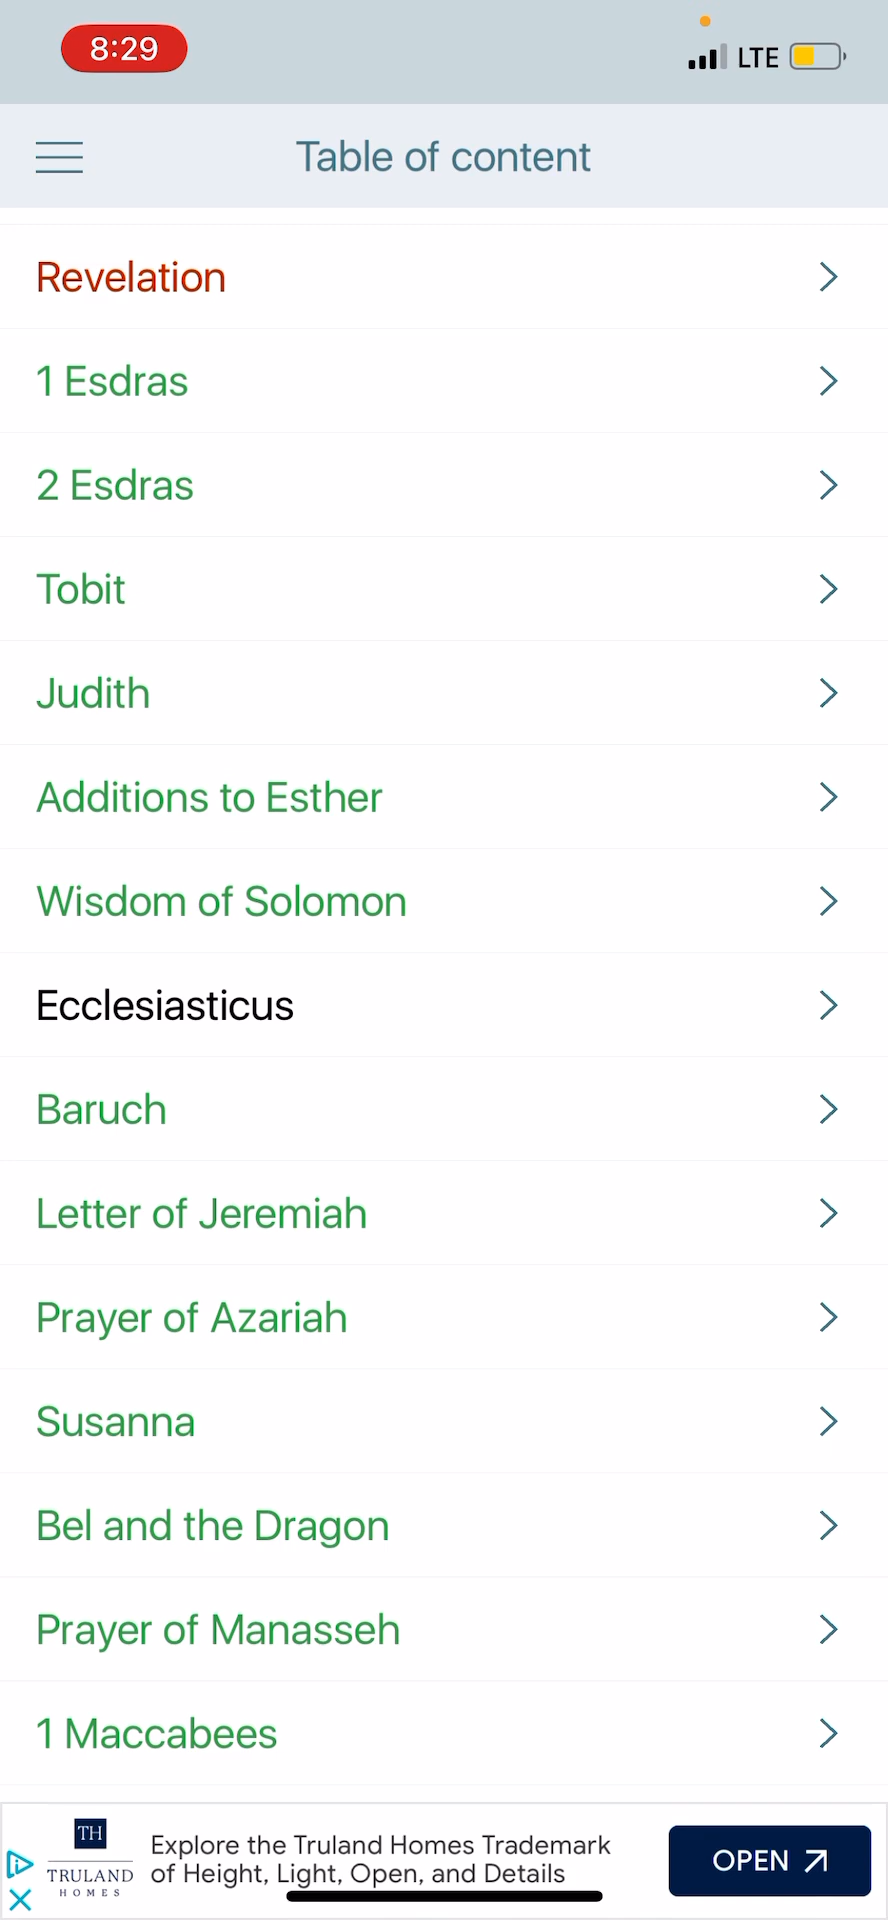 8:29
LTE
Table of content
Revelation
1 Esdras
2 Esdras
Tobit
Judith
Additions to Esther
Wisdom of Solomon
Ecclesiasticus
Baruch
Letter of Jeremiah
Prayer of Azariah
Susanna
Bel and the Dragon
Prayer of Manasseh
1 Maccabees
TH
TRULAND
HOMES
Explore the Truland Homes Trademark
of Height, Light, Open, and Details
OPEN